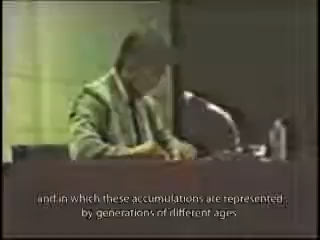 and in which these accumulations are represented
by generations of different ages